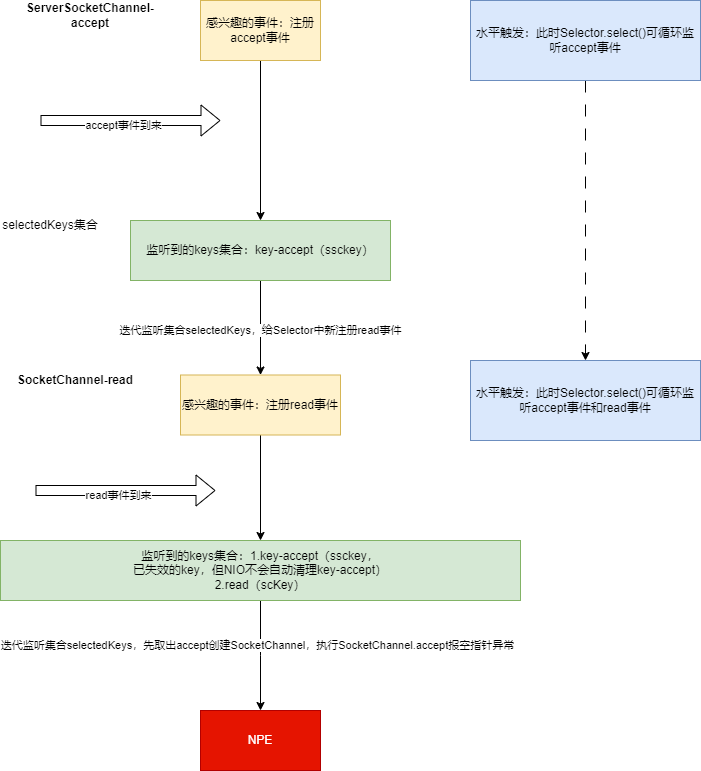 ServerSocketChannel-
accept
感兴趣的事件：注册
accept事件
水平触发：此时Selector.select()可循环监
听accept事件
accept事件到来
selectedKeys集合
监听到的keys集合：key-accept（ssckey）
迭代监听集合selectedKeys，给Selector中新注册read事件
SocketChannel-read
感兴趣的事件：注册read事件
水平触发：此时Selector.select()可循环监
听accept事件和read事件
read事件到来
监听到的keys集合：1.key-accept（ssckey，
已失效的key，但NIO不会自动清理key-accept)
2.read（scKey）
迭代监听集合selectedKeys，先取出accept创建SocketChannel，执行SocketChannel.accept报空指针异常
NPE